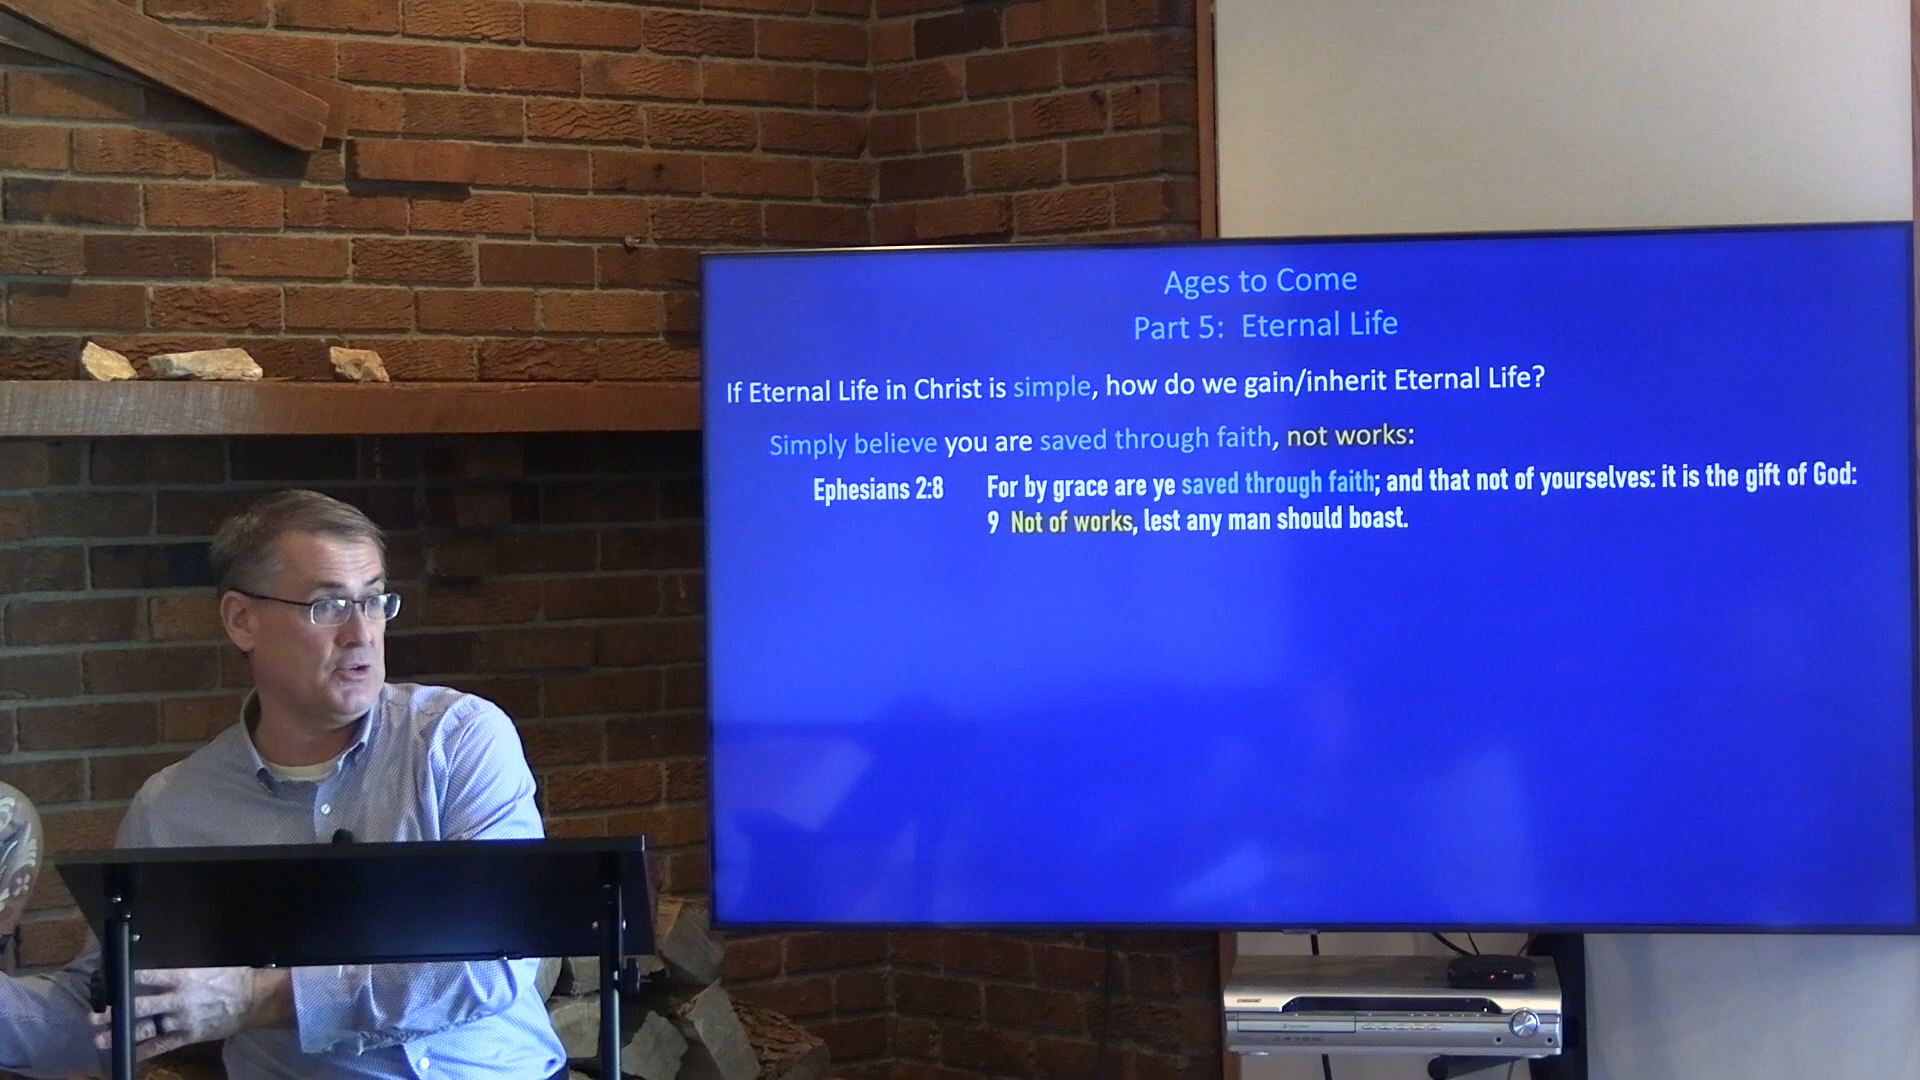 Ages to Come
Part 5: Eternal Life
If Eternal Life in Christ is simple, how do we gain/inherit Eternal Life?
Simply believe you are saved through faith, not works:
Ephesians 2:8 For by grace are ye saved through faith; and that not of yourselves: it is the gift of God:
9 Not of works, lest any man should boast.